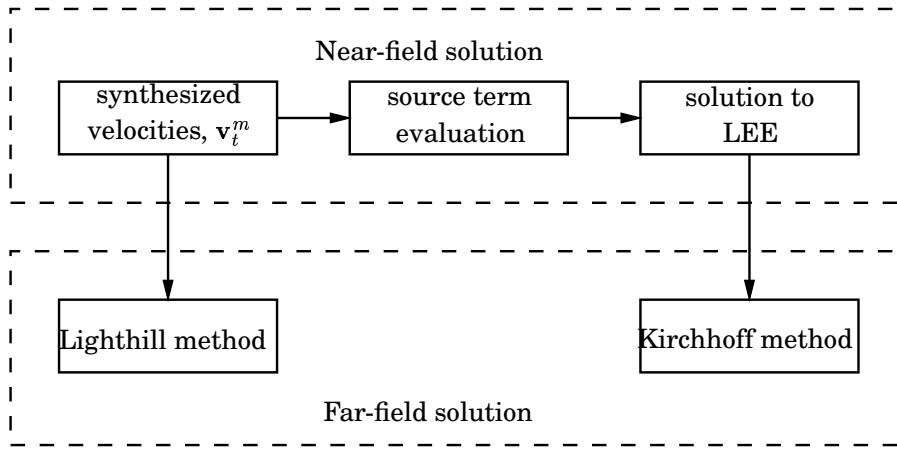 Near-field solution
synthesized
velocities, v_t^m
source term
evaluation
solution to
LEE
Lighthill method
Kirchhoff method
Far-field solution